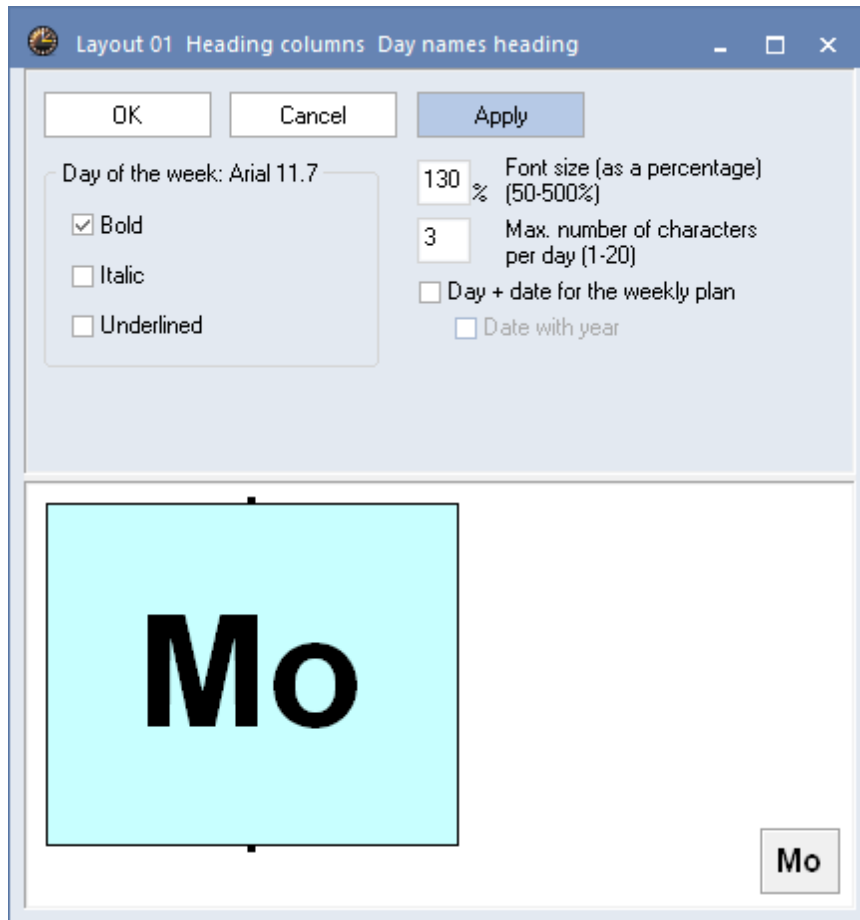 Layout 01 Heading columns Day names heading
OK Cancel Apply
Day of the week: Arial 11.7
Bold
Italic
Underlined
130 % Font size (as a percentage)
(50-500%)
3 Max. number of characters
per day (1-20)
Day + date for the weekly plan
Date with year
Mo
Mo